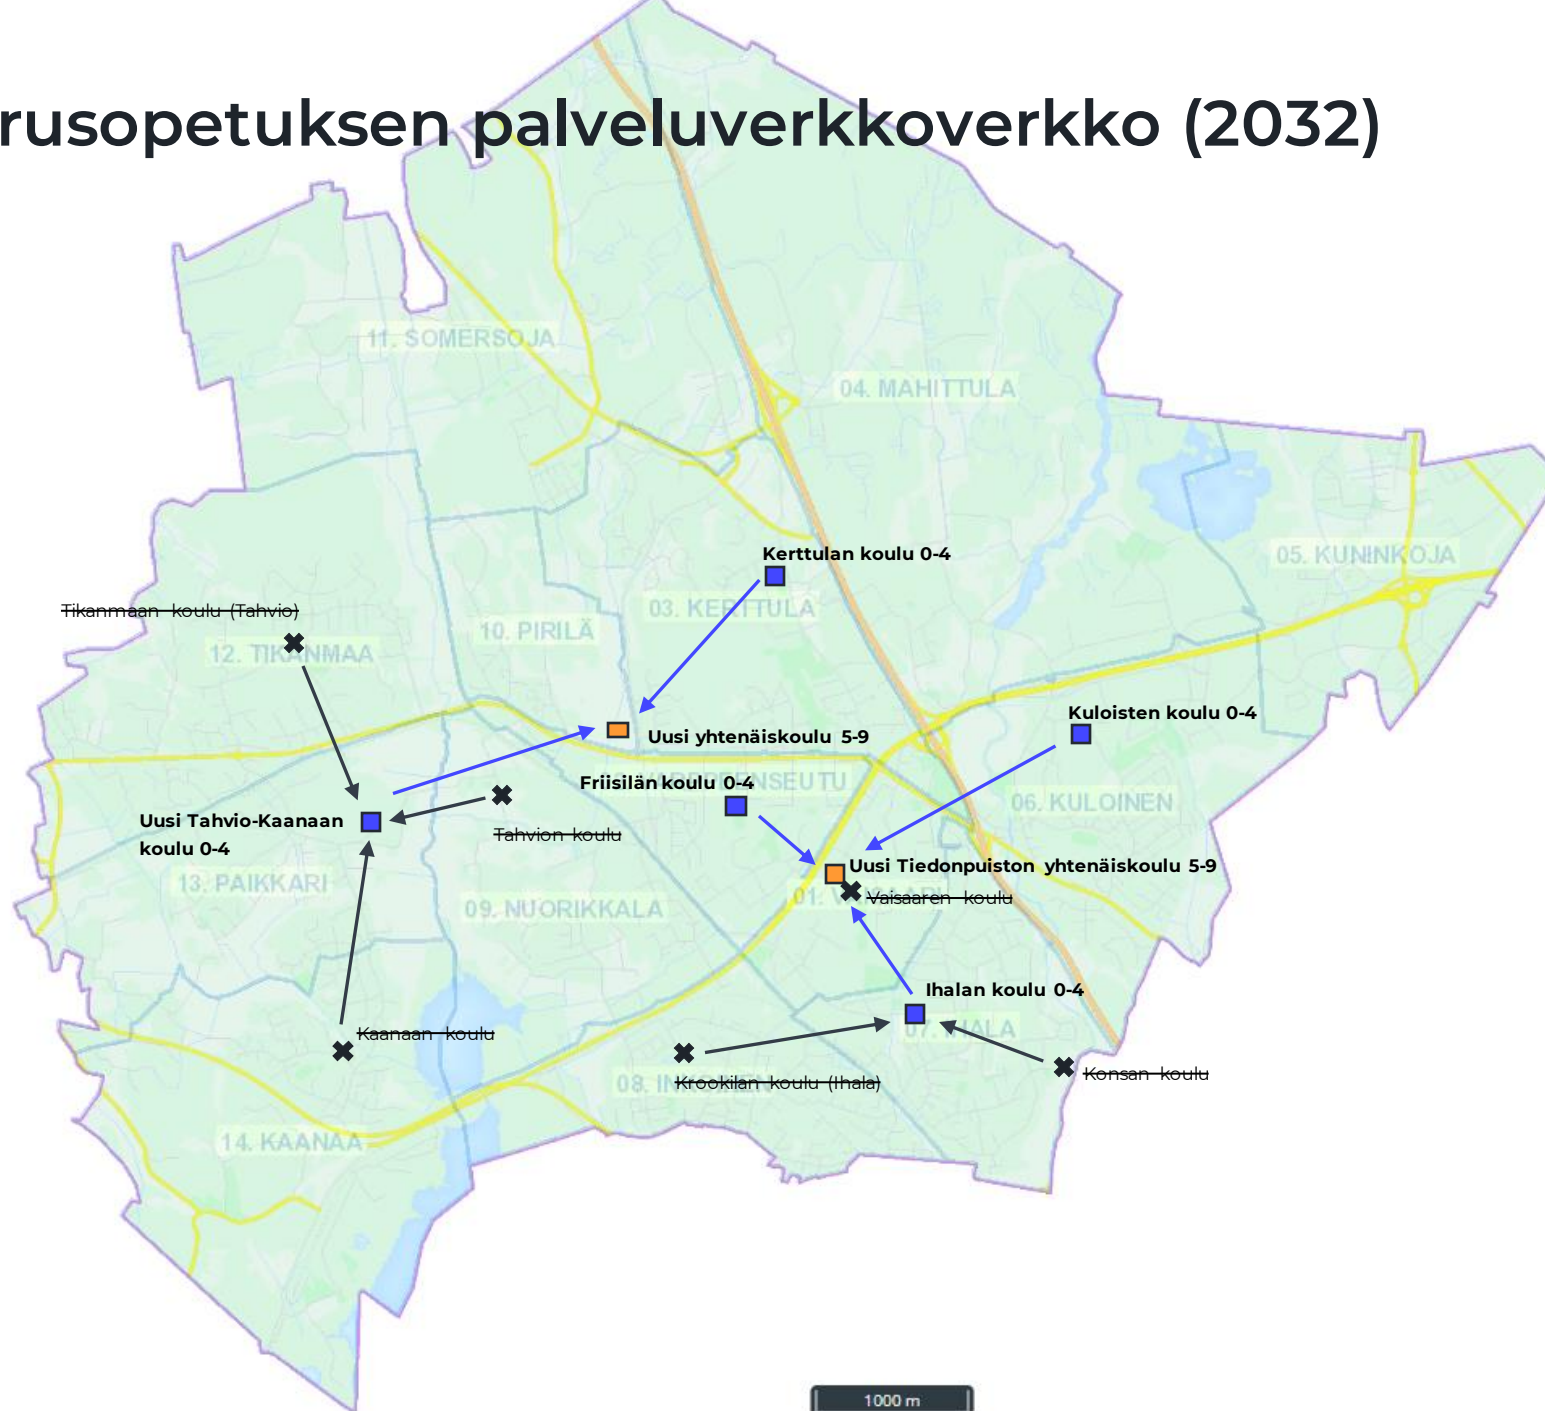 rusopetuksen palveluverkkoverkko (2032)
11. SOMERSOJA
04. MAHITTULA
Kerttulan koulu 0-4
05. KUNINKOJA
Tikanmaan koulu (Tahvio)
03. KERTTULA
10. PIRILÄ
12. TIKANMAA
Kuloisten koulu 0-4
Uusi yhtenäiskoulu 5-9
Friisilän koulu 0-4
06. KULOINEN
Uusi Tahvio-Kaanaan
koulu 0-4
Tahvion koulu
Uusi Tiedonpuiston yhtenäiskoulu 5-9
13. PAIKKARI
Vaisaaren koulu
09. NUORIKKALA
Ihalan koulu 0-4
07. IHALA
Kaanaan koulu
Konsan koulu
Krookilan koulu (Ihala)
14. KAANAA
1000 m